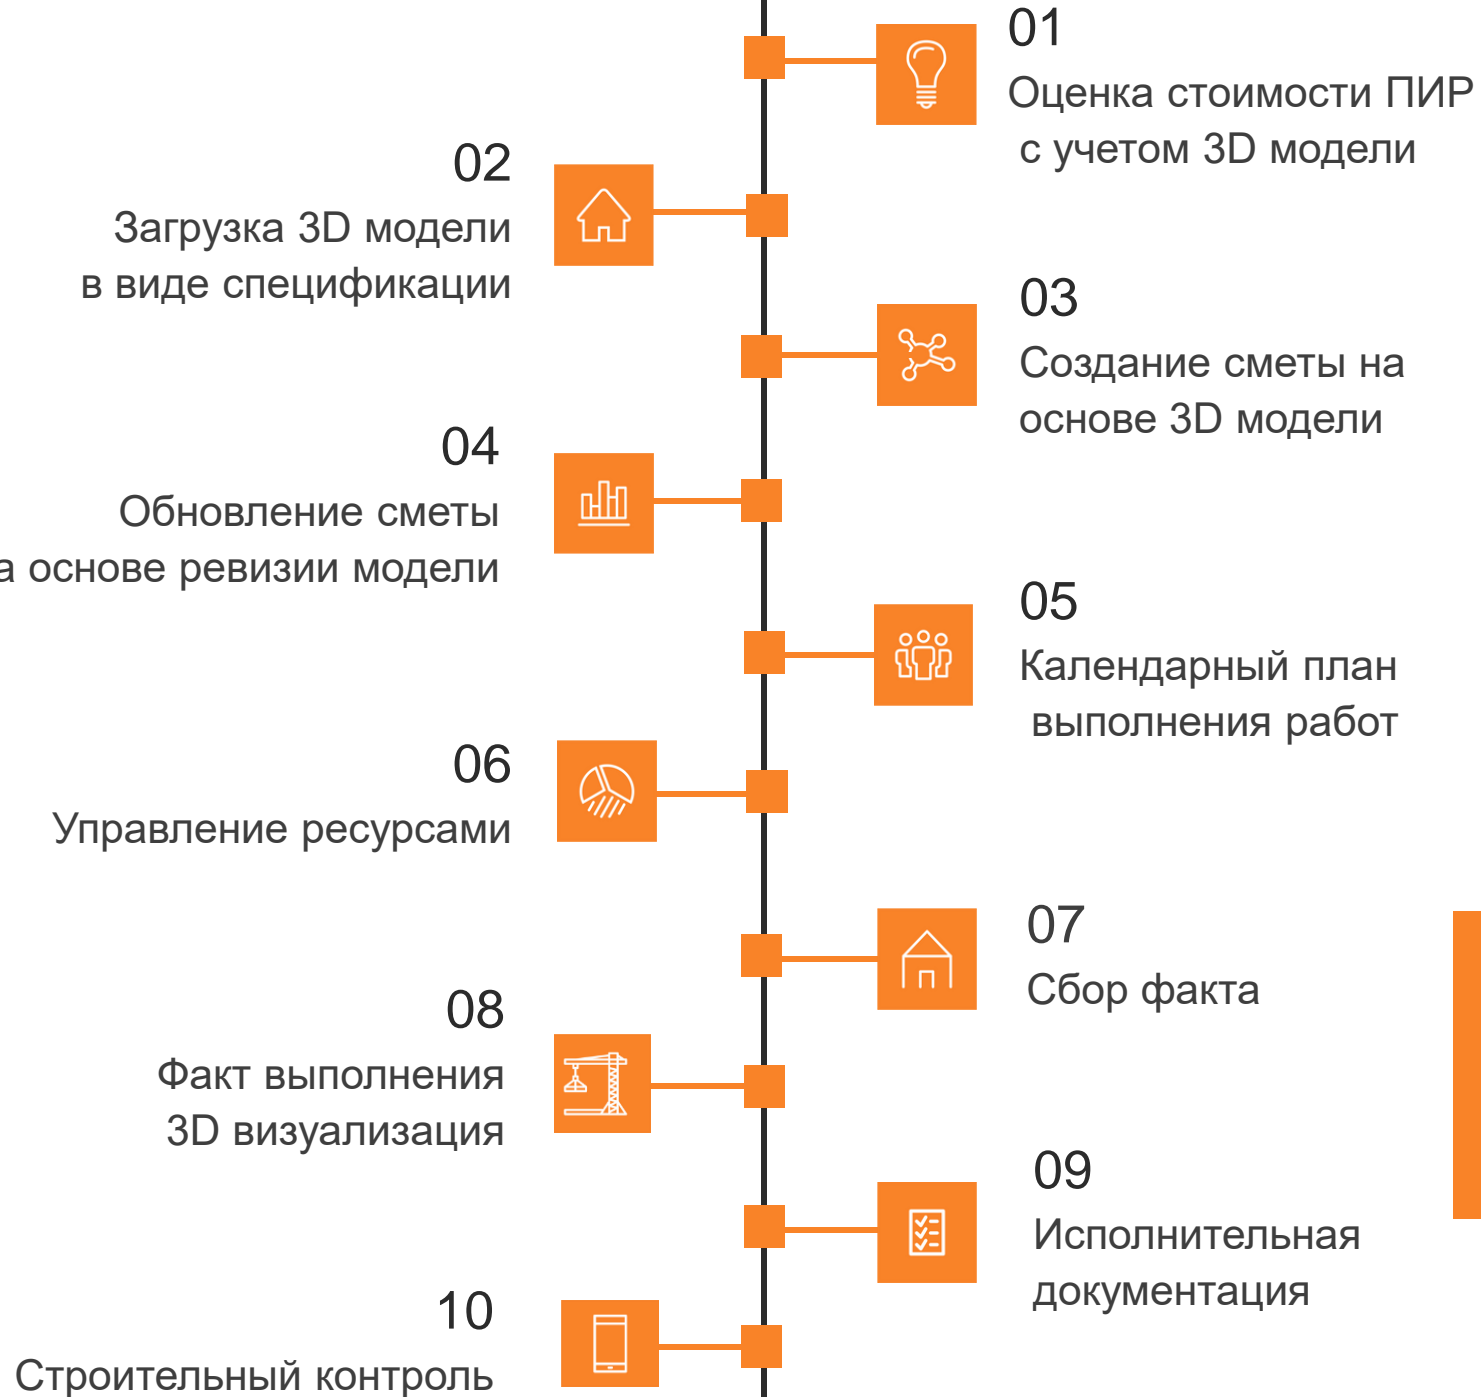 01
Оценка стоимости ПИР
с учетом 3D модели
02
Загрузка 3D модели
в виде спецификации
03
Создание сметы на
основе 3D модели
04
Обновление сметы
а основе ревизии модели
05
Календарный план
выполнения работ
06
Управление ресурсами
07
Сбор факта
08
Факт выполнения
3D визуализация
09
Исполнительная
документация
10
Строительный контроль